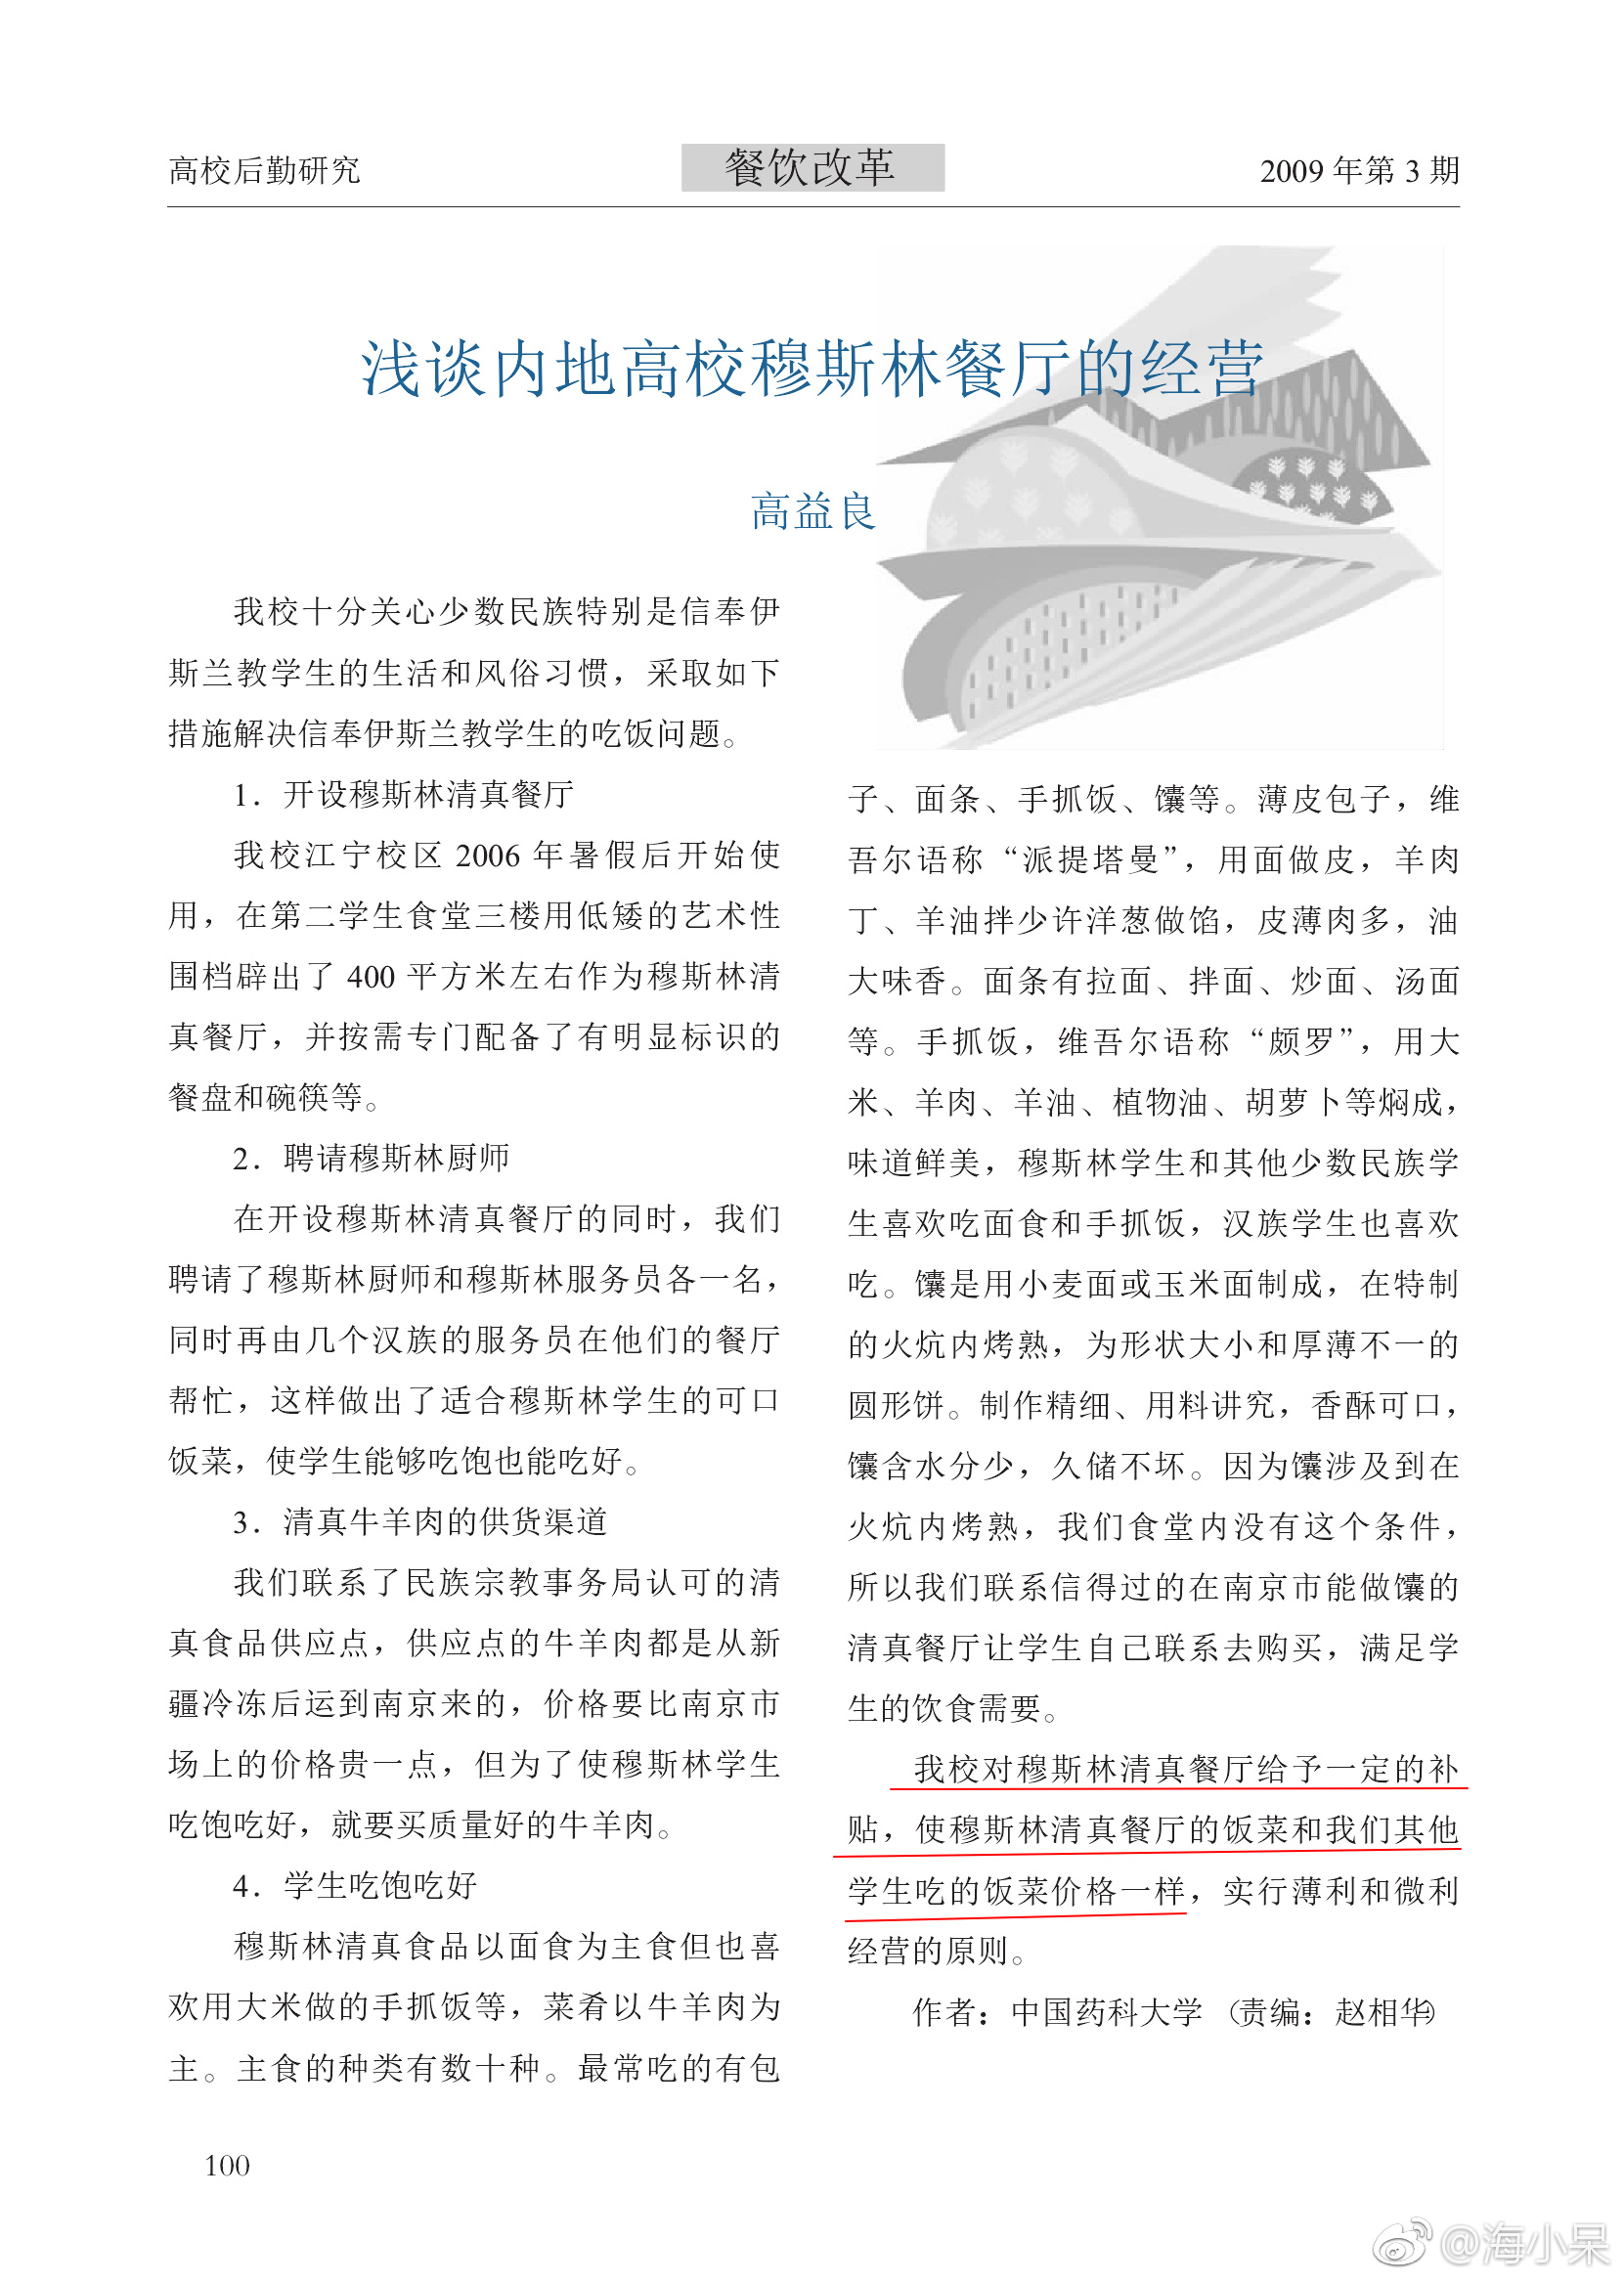 高校后勤研究
餐饮改革
2009 年第 3 期
浅谈内地高校穆斯林餐厅的经营
高益良
我校十分关心少数民族特别是信奉伊
斯兰教学生的生活和风俗习惯，采取如下
措施解决信奉伊斯兰教学生的吃饭问题。
1．开设穆斯林清真餐厅
我校江宁校区 2006 年暑假后开始使
用，在第二学生食堂三楼用低矮的艺术性
围档辟出了 400 平方米左右作为穆斯林清
真餐厅，并按需专门配备了有明显标识的
餐盘和碗筷等。
2．聘请穆斯林厨师
在开设穆斯林清真餐厅的同时，我们
聘请了穆斯林厨师和穆斯林服务员各一名，
同时再由几个汉族的服务员在他们的餐厅
帮忙，这样做出了适合穆斯林学生的可口
饭菜，使学生能够吃饱也能吃好。
3．清真牛羊肉的供货渠道
我们联系了民族宗教事务局认可的清
真食品供应点，供应点的牛羊肉都是从新
疆冷冻后运到南京来的，价格要比南京市
场上的价格贵一点，但为了使穆斯林学生
吃饱吃好，就要买质量好的牛羊肉。
4．学生吃饱吃好
穆斯林清真食品以面食为主食但也喜
欢用大米做的手抓饭等，菜肴以牛羊肉为
主。主食的种类有数十种。最常吃的有包
子、面条、手抓饭、馕等。薄皮包子，维
吾尔语称“派提塔曼”，用面做皮，羊肉
丁、羊油拌少许洋葱做馅，皮薄肉多，油
大味香。面条有拉面、拌面、炒面、汤面
等。手抓饭，维吾尔语称“颇罗”，用大
米、羊肉、羊油、植物油、胡萝卜等焖成，
味道鲜美，穆斯林学生和其他少数民族学
生喜欢吃面食和手抓饭，汉族学生也喜欢
吃。馕是用小麦面或玉米面制成，在特制
的火炕内烤熟，为形状大小和厚薄不一的
圆形饼。制作精细、用料讲究，香酥可口，
馕含水分少，久储不坏。因为馕涉及到在
火炕内烤熟，我们食堂内没有这个条件，
所以我们联系信得过的在南京市能做馕的
清真餐厅让学生自己联系去购买，满足学
生的饮食需要。
我校对穆斯林清真餐厅给予一定的补
贴，使穆斯林清真餐厅的饭菜和我们其他
学生吃的饭菜价格一样，实行薄利和微利
经营的原则。
作者：中国药科大学 （责编：赵相华）
100
@海小呆